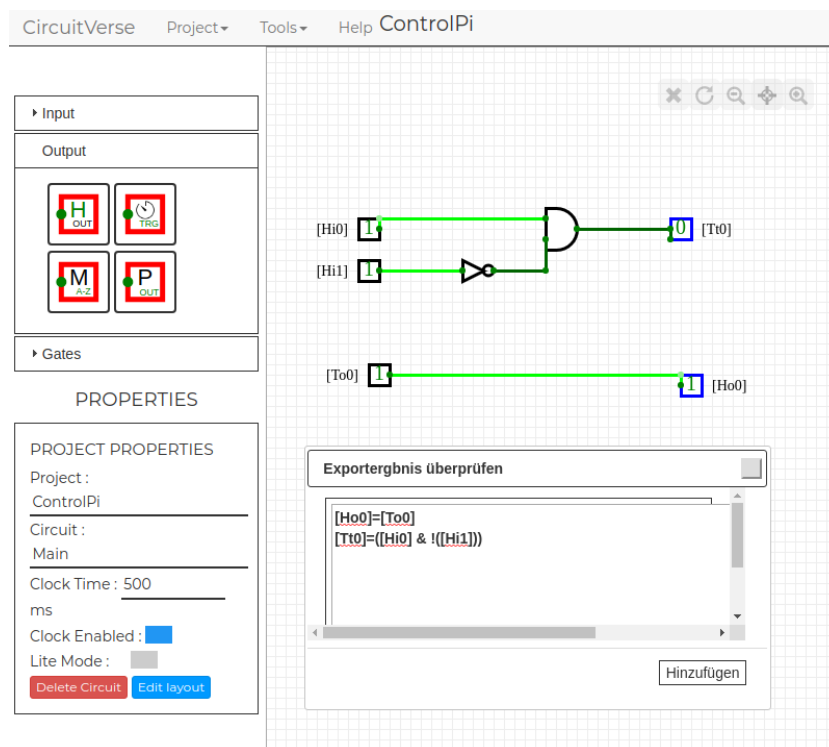 CircuitVerse Project Tools Help ControlPi
Input
Output
H OUT
TRG
M A-Z
P OUT
Gates
PROPERTIES
PROJECT PROPERTIES
Project :
ControlPi
Circuit :
Main
Clock Time : 500
ms
Clock Enabled :
Lite Mode :
Delete Circuit Edit layout
[Hi0] 1 0 [Tt0]
[Hi1] 1
[To0] 1 1 [Ho0]
Exportergbnis überprüfen
[Ho0]=[To0]
[Tt0]=([Hi0] & !([Hi1]))
Hinzufügen